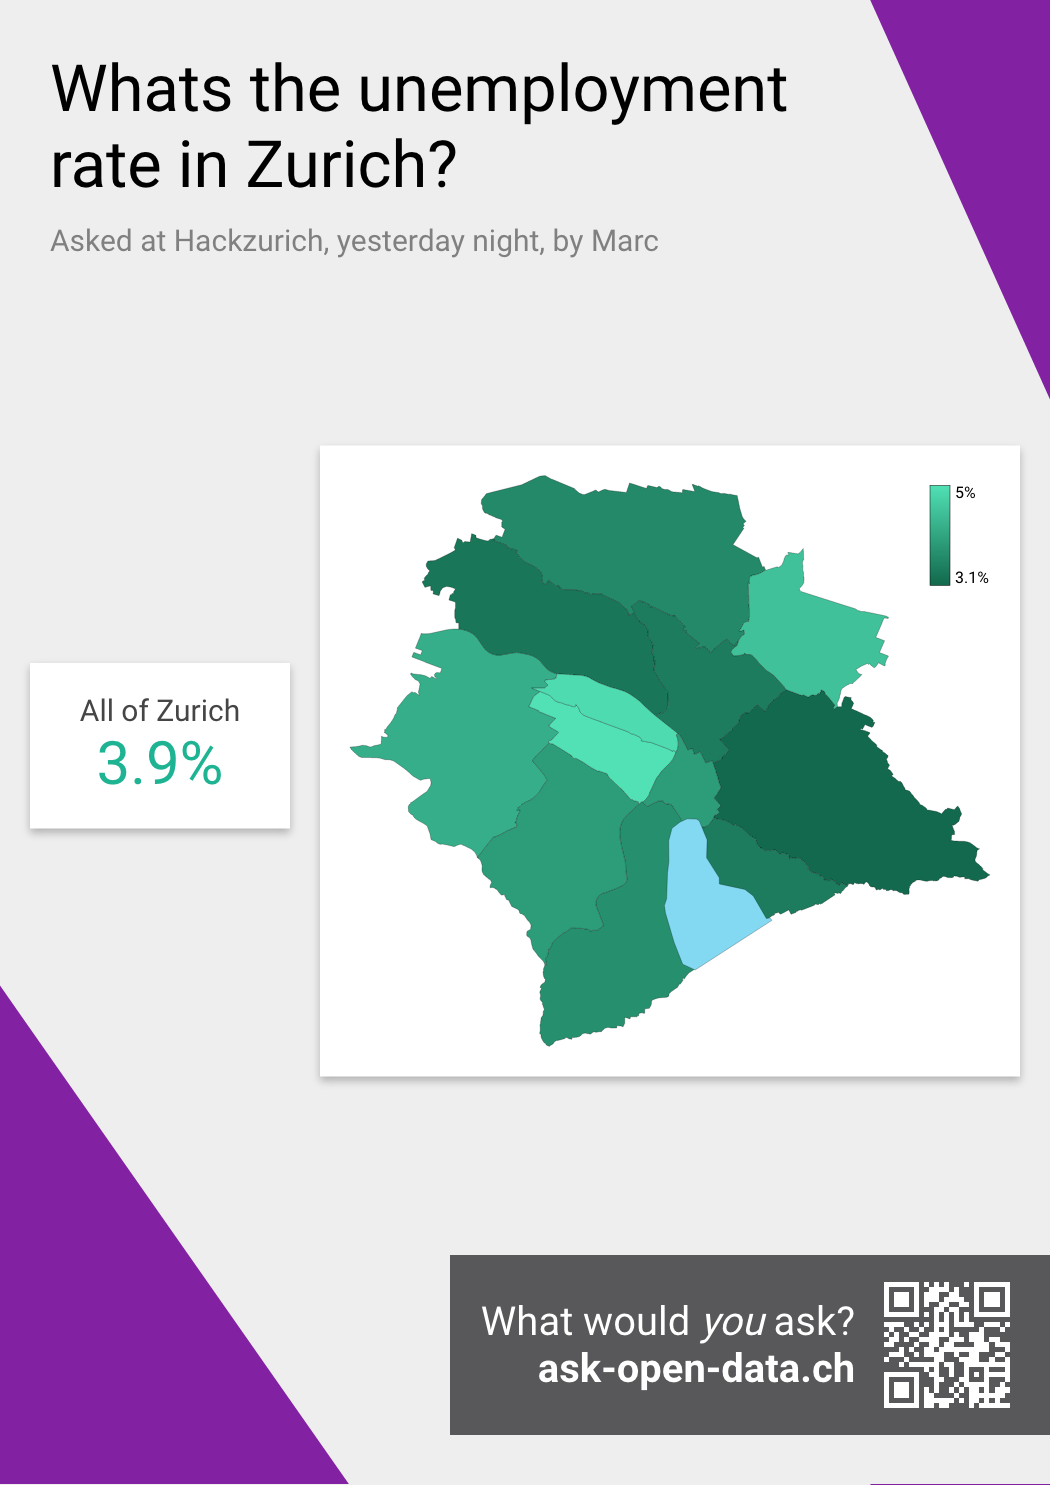 Whats the unemployment
rate in Zurich?
Asked at Hackzurich, yesterday night, by Marc
5%
3.1%
All of Zurich
3.9%
What would you ask?
ask-open-data.ch